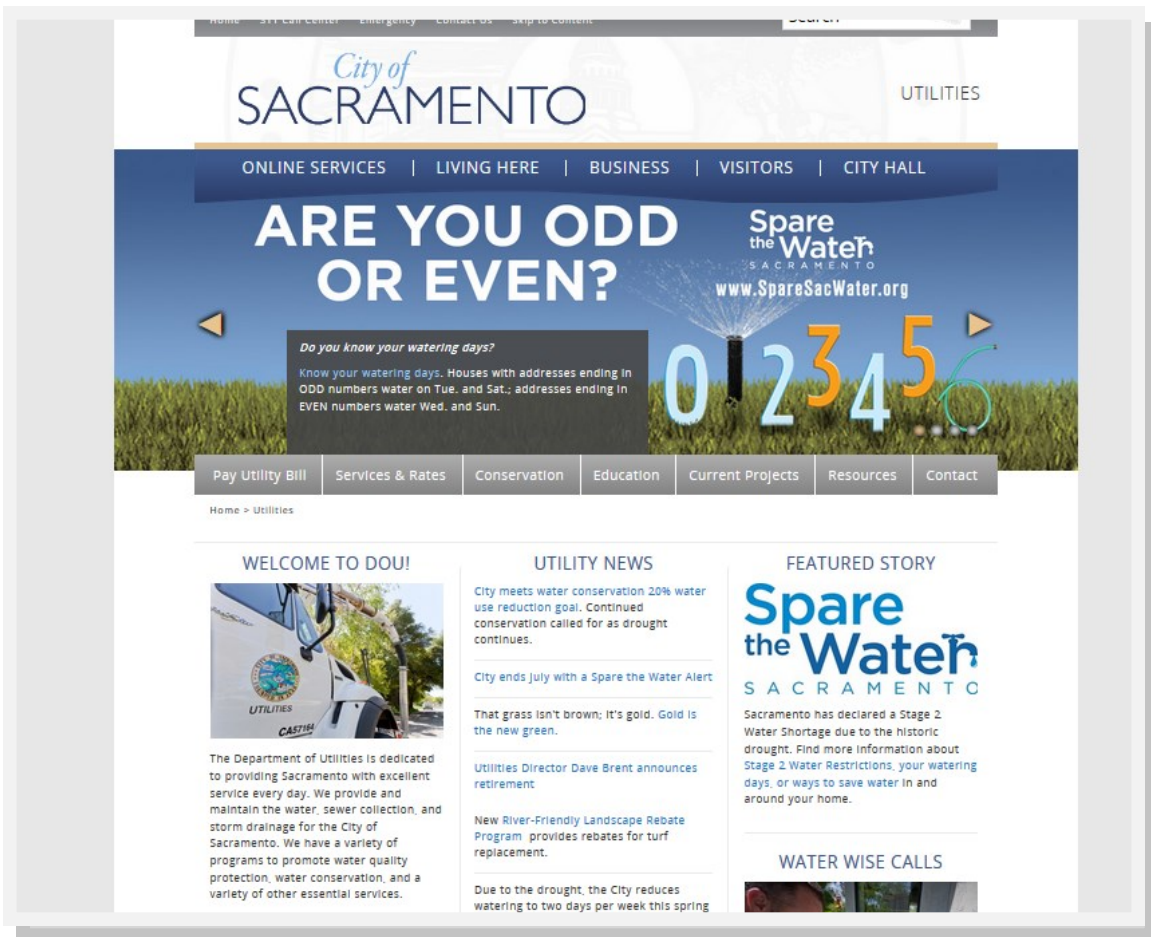 Home 311 Call Center Emergency Contact Us Skip to Content
Search
City of
SACRAMENTO
UTILITIES
ONLINE SERVICES | LIVING HERE | BUSINESS | VISITORS | CITY HALL
ARE YOU ODD
OR EVEN?
Spare
the Water
SACRAMENTO
www.SpareSacWater.org
Do you know your watering days?
Know your watering days. Houses with addresses ending in
ODD numbers water on Tue. and Sat.; addresses ending in
EVEN numbers water Wed. and Sun.
0 1 2 3 4 5 6
Pay Utility Bill Services & Rates Conservation Education Current Projects Resources Contact
Home > Utilities
WELCOME TO DOU!
UTILITIES
CA57164
The Department of Utilities is dedicated
to providing Sacramento with excellent
service every day. We provide and
maintain the water, sewer collection, and
storm drainage for the City of
Sacramento. We have a variety of
programs to promote water quality
protection, water conservation, and a
variety of other essential services.
UTILITY NEWS
City meets water conservation 20% water
use reduction goal. Continued
conservation called for as drought
continues.
City ends July with a Spare the Water Alert
That grass isn't brown; it's gold. Gold is
the new green.
Utilities Director Dave Brent announces
retirement
New River-Friendly Landscape Rebate
Program provides rebates for turf
replacement.
Due to the drought, the City reduces
watering to two days per week this spring
FEATURED STORY
Spare
the Water
SACRAMENTO
Sacramento has declared a Stage 2
Water Shortage due to the historic
drought. Find more information about
Stage 2 Water Restrictions, your watering
days, or ways to save water in and
around your home.
WATER WISE CALLS